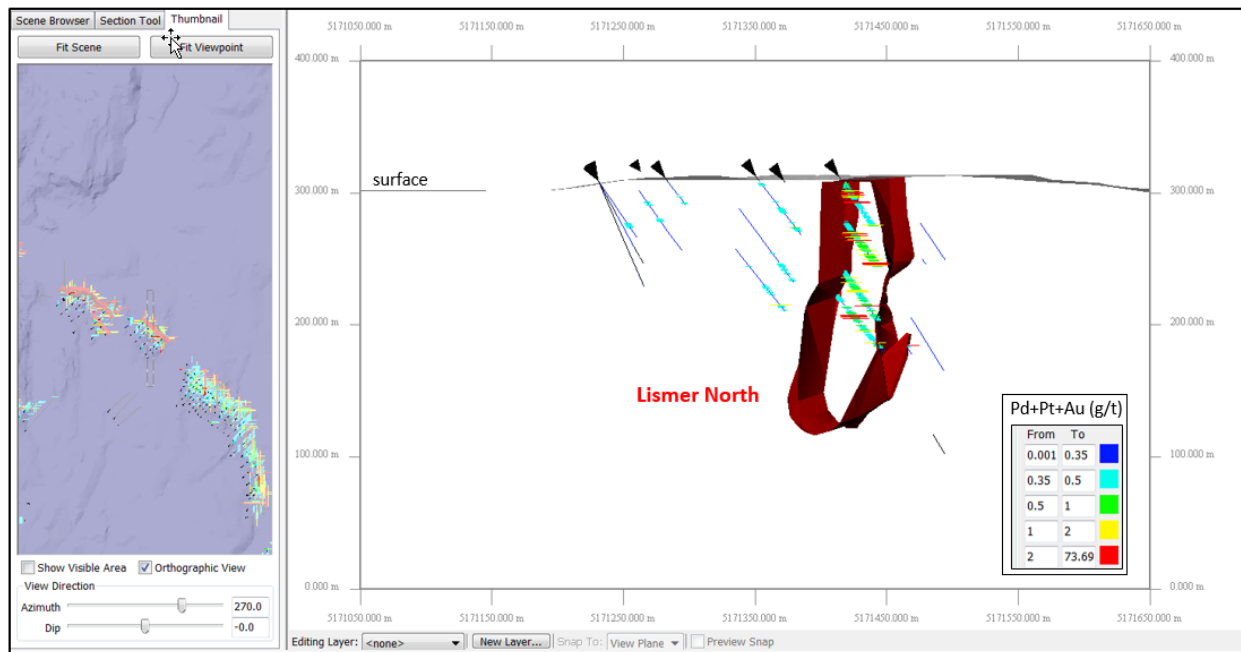 Scene Browser Section Tool Thumbnail
Fit Scene Fit Viewpoint
Show Visible Area Orthographic View
View Direction
Azimuth 270.0
Dip -0.0
5171050.000 m 5171150.000 m 5171250.000 m 5171350.000 m 5171450.000 m 5171550.000 m 5171650.000 m
400.000 m 400.000 m
surface
300.000 m 300.000 m
200.000 m 200.000 m
Lismer North
Pd+Pt+Au (g/t)
From To
0.001 0.35
0.35 0.5
0.5 1
1 2
2 73.69
100.000 m 100.000 m
0.000 m 0.000 m
5171050.000 m 5171150.000 m 5171250.000 m 5171350.000 m 5171450.000 m 5171550.000 m 5171650.000 m
Editing Layer: <none> New Layer... Snap To: View Plane Preview Snap